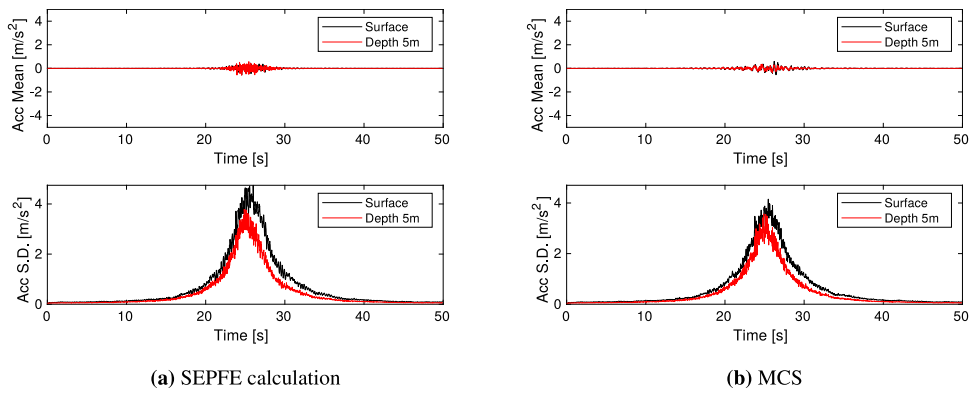 4
2
0
-2
-4
Acc Mean [m/s²]
Surface
Depth 5m
0 10 20 30 40 50
Time [s]
4
2
0
-2
-4
Acc Mean [m/s²]
Surface
Depth 5m
0 10 20 30 40 50
Time [s]
4
2
0
Acc S.D. [m/s²]
Surface
Depth 5m
0 10 20 30 40 50
Time [s]
4
2
0
Acc S.D. [m/s²]
Surface
Depth 5m
0 10 20 30 40 50
Time [s]
(a) SEPFE calculation
(b) MCS